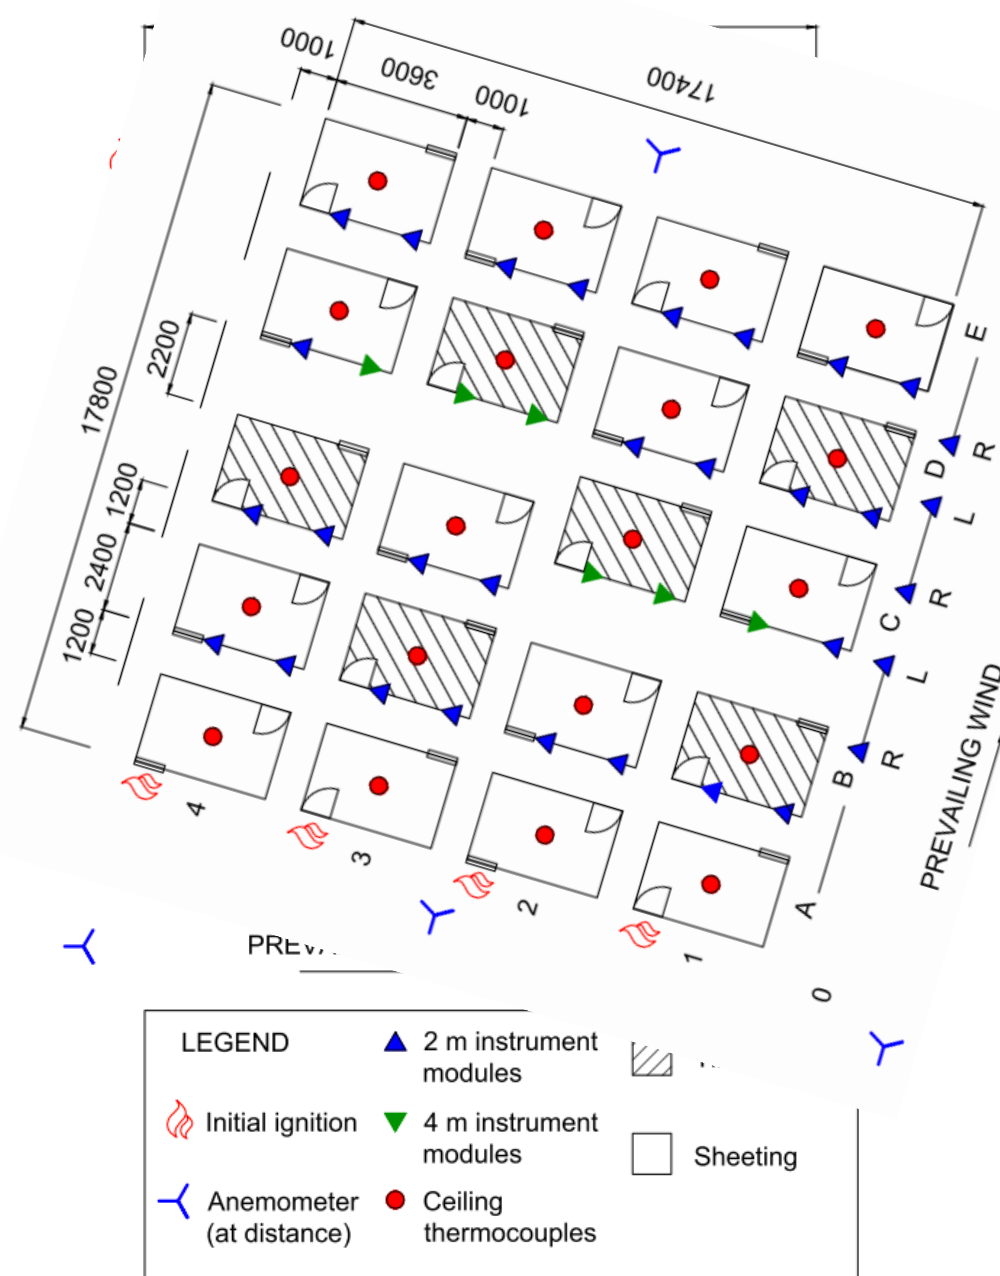 1000
3600
1000
17400
17800
2200
1200
2400
1200
E
R
D
L
R
C
L
R
B
A
0
4
3
2
1
PREVAILING WIND
LEGEND
2 m instrument
modules
Initial ignition
4 m instrument
modules
Sheeting
Anemometer
(at distance)
Ceiling
thermocouples